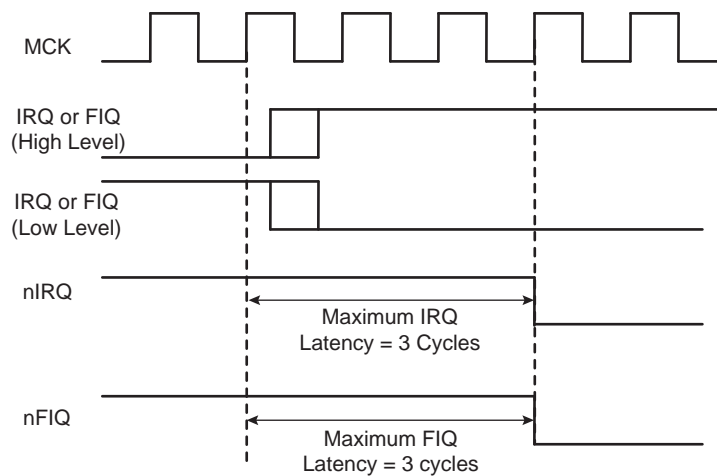 MCK
IRQ or FIQ
(High Level)
IRQ or FIQ
(Low Level)
nIRQ
Maximum IRQ
Latency = 3 Cycles
nFIQ
Maximum FIQ
Latency = 3 cycles